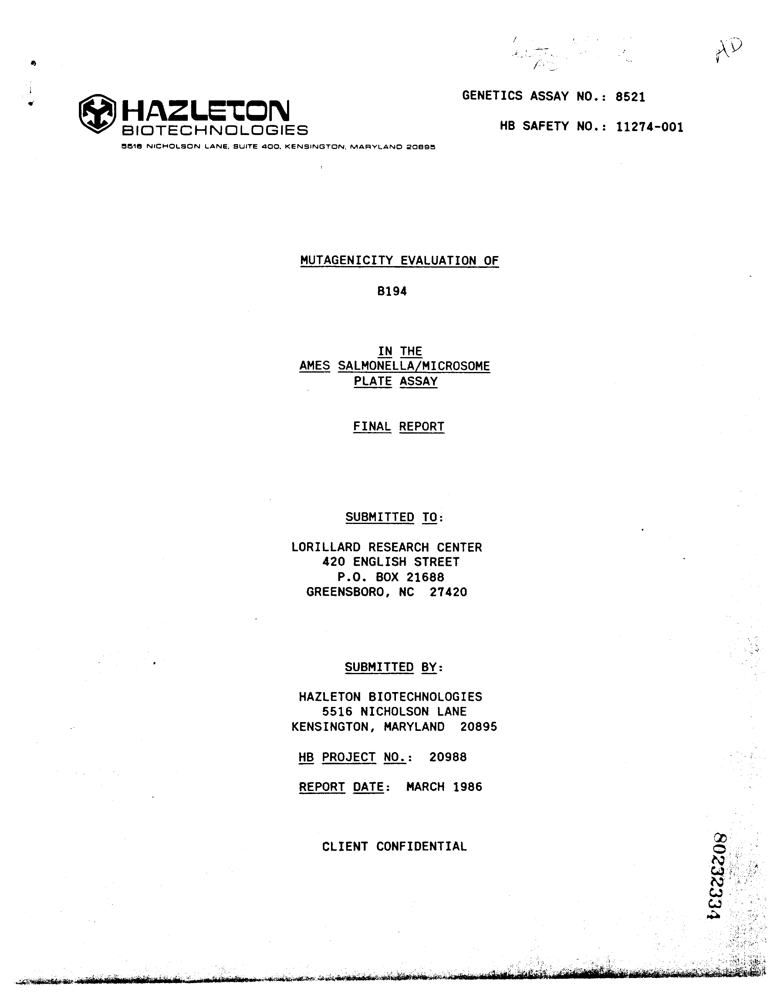 AD
GENETICS ASSAY NO.: 8521
HAZLETON
BIOTECHNOLOGIES
HB SAFETY NO.: 11274-001
5516 NICHOLSON LANE, SUITE 400, KENSINGTON, MARYLAND 20895
MUTAGENICITY EVALUATION OF
B194
IN THE
AMES SALMONELLA/MICROSOME
PLATE ASSAY
FINAL REPORT
SUBMITTED TO:
LORILLARD RESEARCH CENTER
420 ENGLISH STREET
P.O. BOX 21688
GREENSBORO, NC 27420
SUBMITTED BY:
HAZLETON BIOTECHNOLOGIES
5516 NICHOLSON LANE
KENSINGTON, MARYLAND 20895
HB PROJECT NO.: 20988
REPORT DATE: MARCH 1986
CLIENT CONFIDENTIAL
80232334